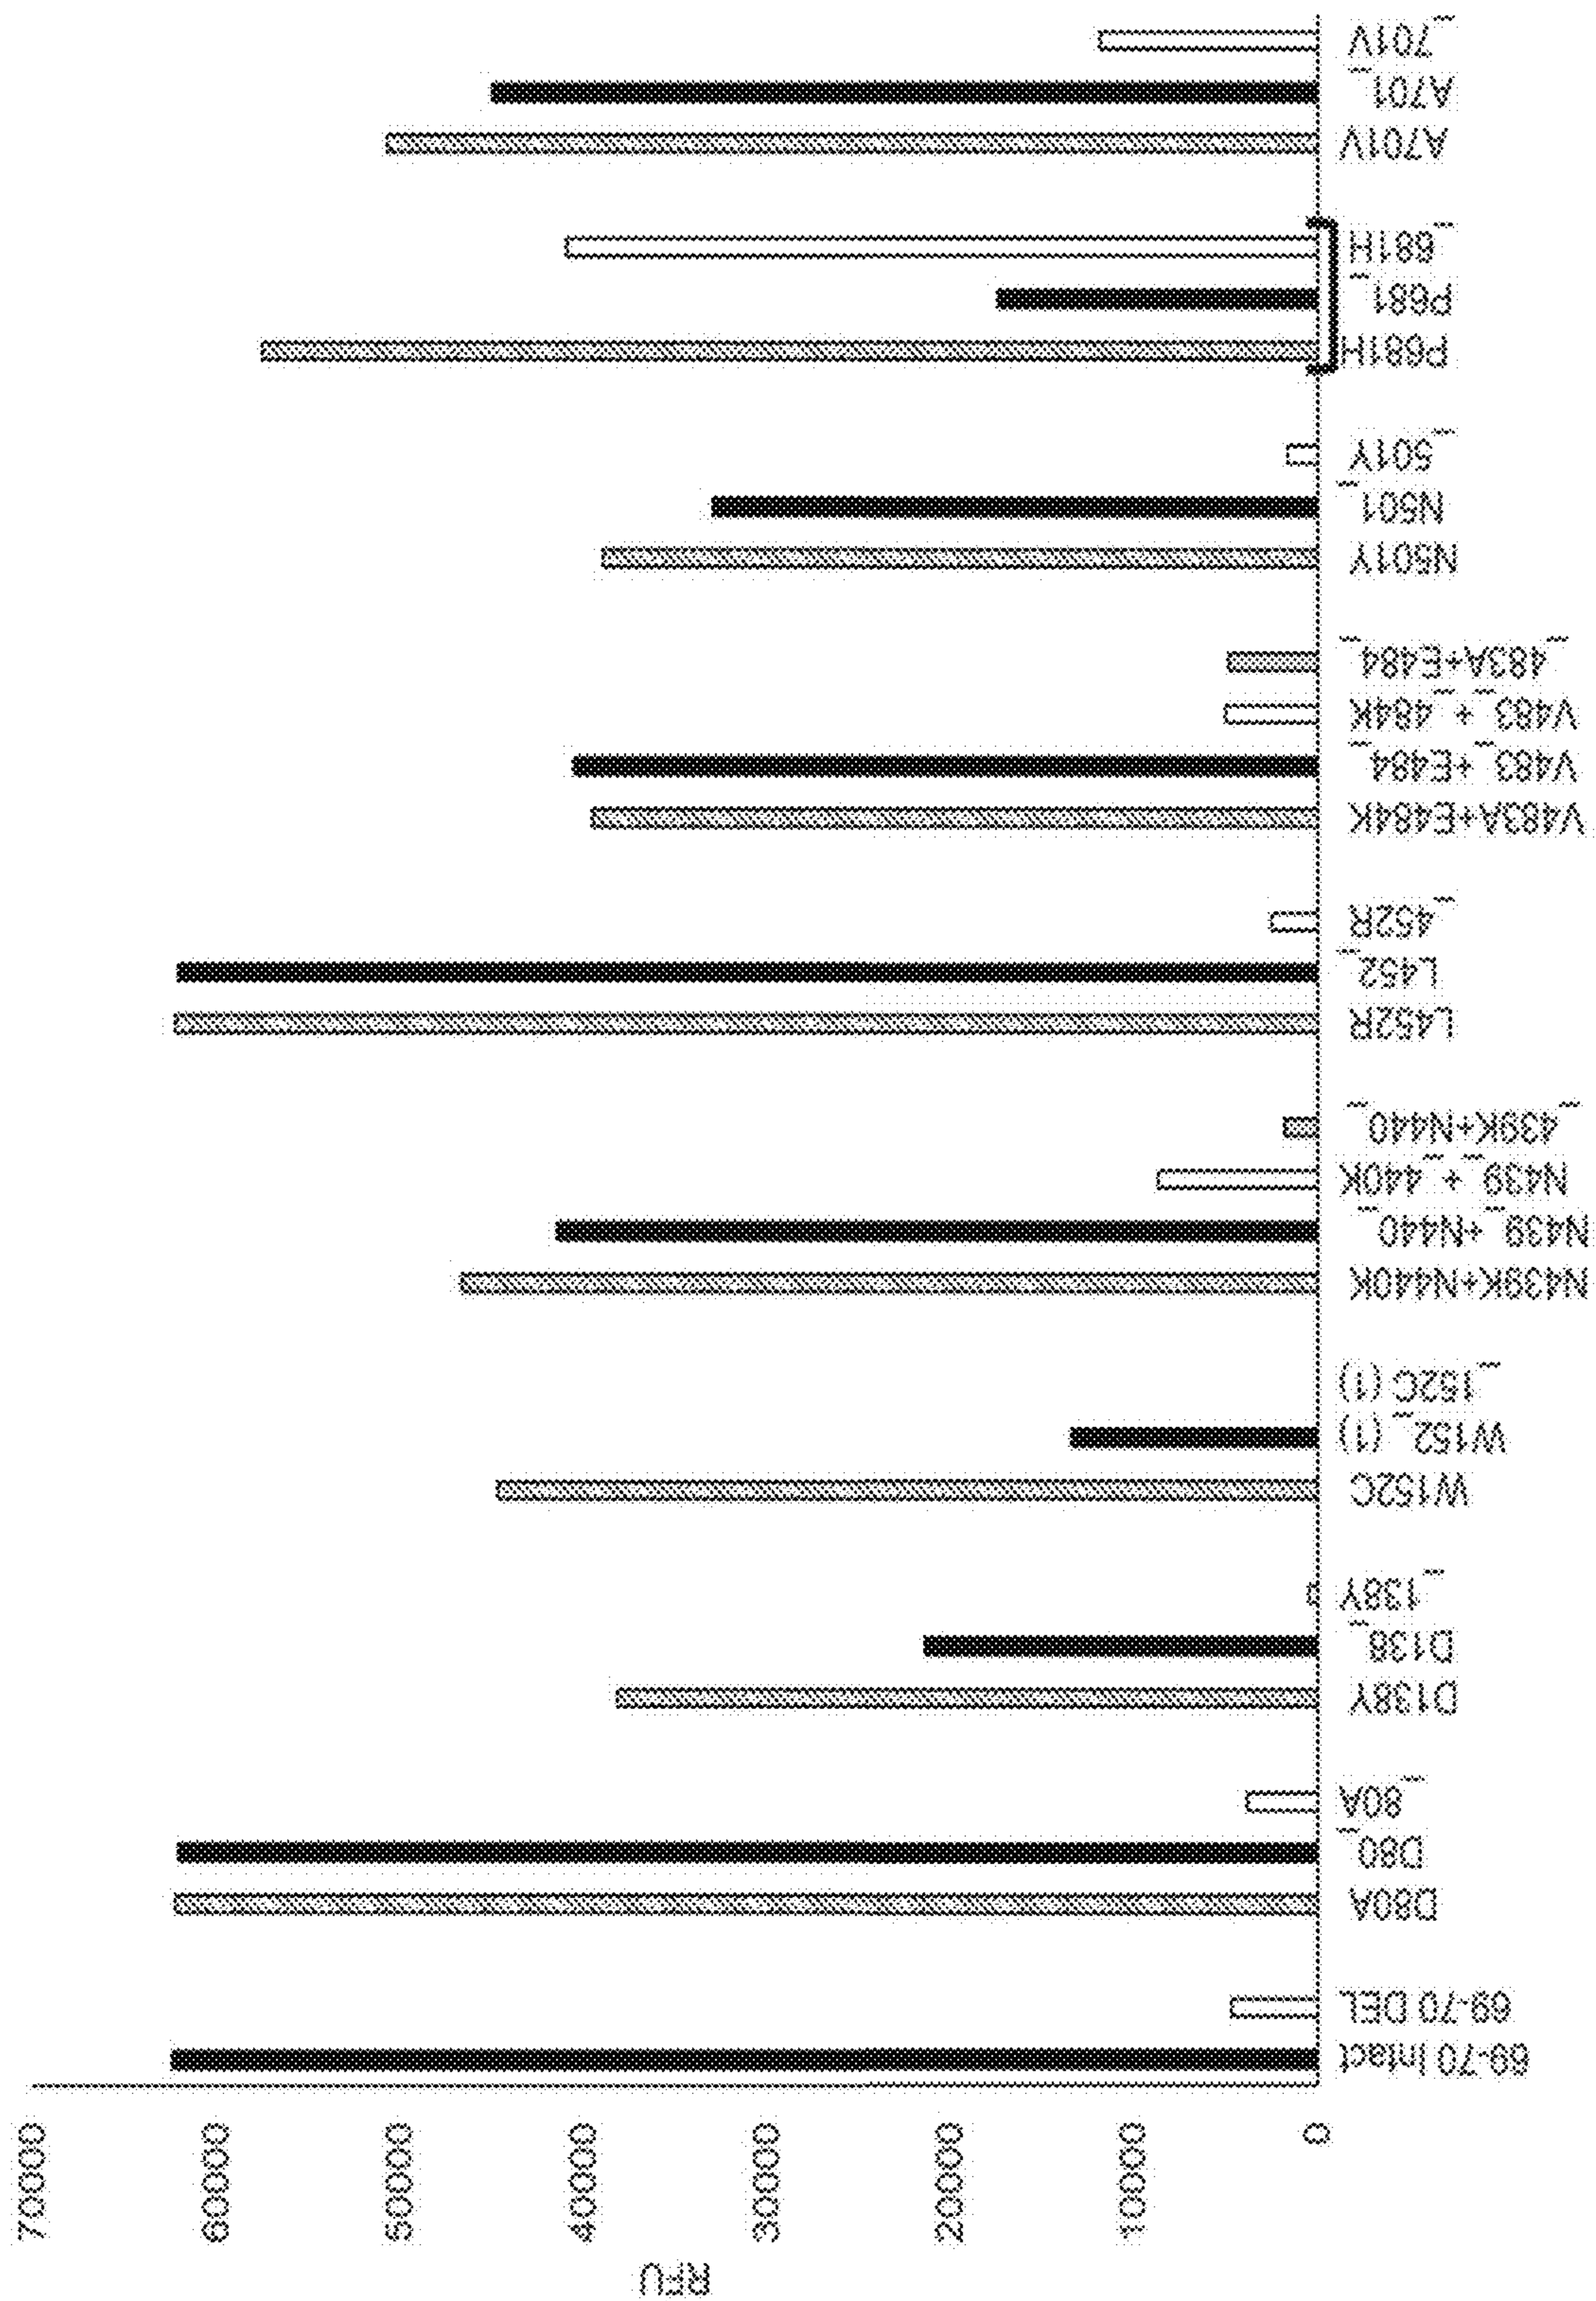 RFU
70000
60000
50000
40000
30000
20000
10000
0
69-70 Intact
69-70 DEL
D80A
D80_
_80A
D138Y
D138_
_138Y
W152C
W152_ (1)
_152C (1)
N439K+N440K
N439_+N440_
N439_+_440K
_439K+N440_
L452R
L452_
_452R
V483A+E484K
V483_+E484_
V483_+_484K
_483A+E484_
N501Y
N501_
_501Y
P681H
P681_
_681H
A701V
A701_
_701V